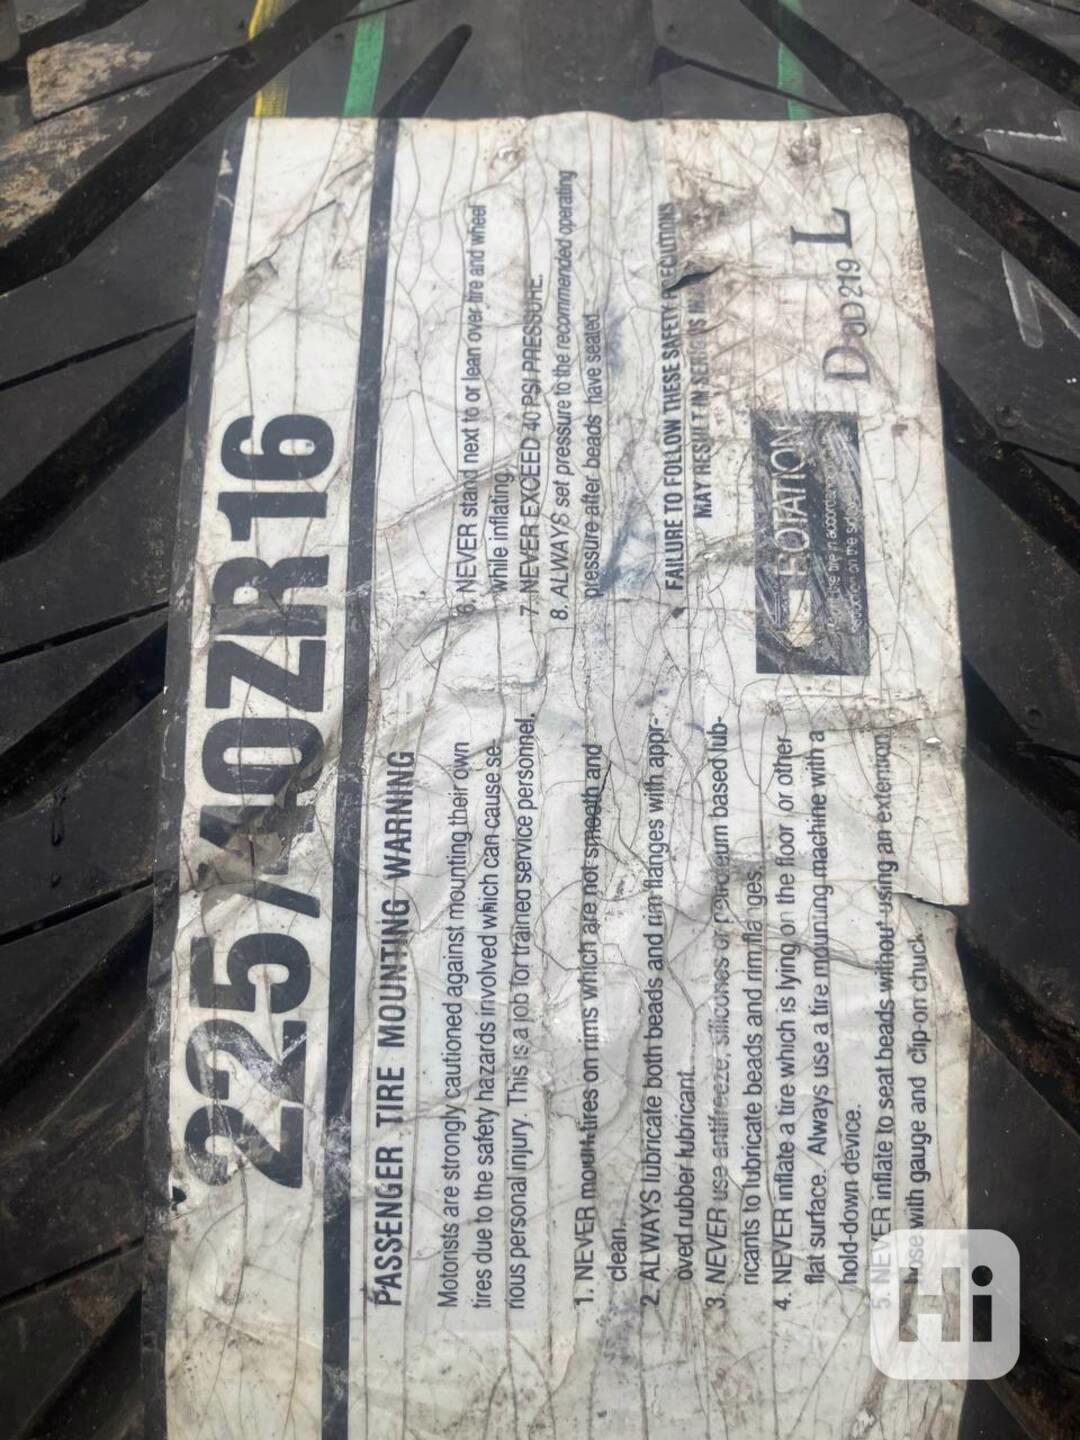 225/40ZR16
PASSENGER TIRE MOUNTING WARNING
Motorists are strongly cautioned against mounting their own
tires due to the safety hazards involved which can cause se-
rious personal injury. This is a job for trained service personnel.
1. NEVER mount tires on rims which are not smooth and
clean.
2. ALWAYS lubricate both beads and rim flanges with appr-
oved rubber lubricant.
3. NEVER use antifreeze, silicones or petroleum based lub-
ricants to lubricate beads and rim flanges.
4. NEVER inflate a tire which is lying on the floor or other
flat surface. Always use a tire mounting machine with a
hold-down device.
5. NEVER inflate to seat beads without using an extention
hose with gauge and clip-on chuck.
6. NEVER stand next to or lean over tire and wheel
while inflating.
7. NEVER EXCEED 40 PSI PRESSURE.
8. ALWAYS set pressure to the recommended operating
pressure after beads have seated.
FAILURE TO FOLLOW THESE SAFETY PRECAUTIONS
MAY RESULT IN SERIOUS
ROTATION
D 219 L
Hi